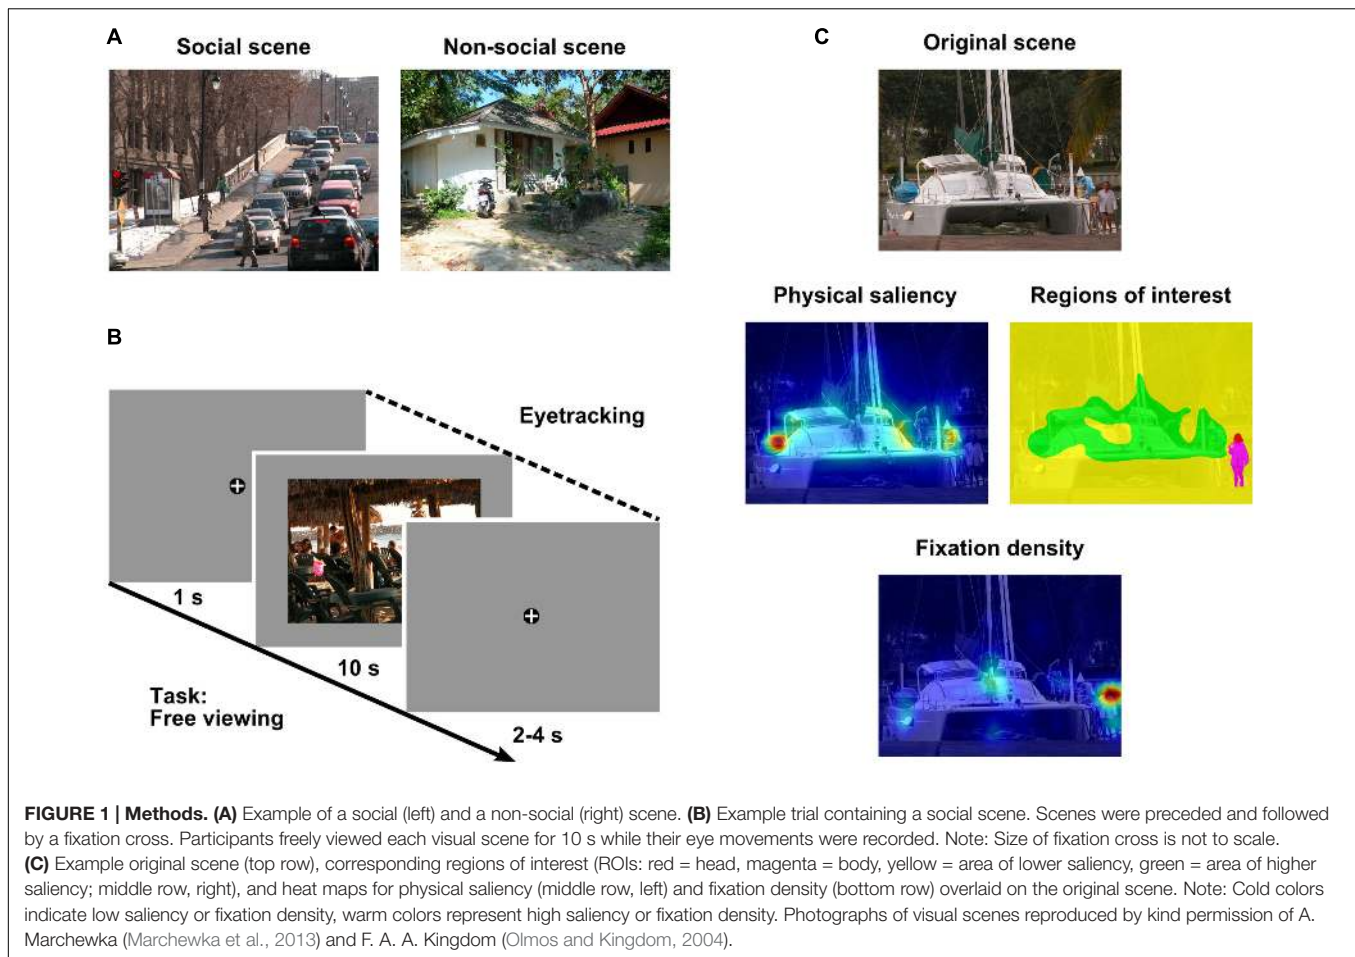 A
Social scene
Non-social scene
B
Eyetracking
1 s
10 s
Task:
Free viewing
2-4 s
C
Original scene
Physical saliency
Regions of interest
Fixation density
FIGURE 1 | Methods. (A) Example of a social (left) and a non-social (right) scene. (B) Example trial containing a social scene. Scenes were preceded and followed
by a fixation cross. Participants freely viewed each visual scene for 10 s while their eye movements were recorded. Note: Size of fixation cross is not to scale.
(C) Example original scene (top row), corresponding regions of interest (ROIs: red = head, magenta = body, yellow = area of lower saliency, green = area of higher
saliency; middle row, right), and heat maps for physical saliency (middle row, left) and fixation density (bottom row) overlaid on the original scene. Note: Cold colors
indicate low saliency or fixation density, warm colors represent high saliency or fixation density. Photographs of visual scenes reproduced by kind permission of A.
Marchewka (Marchewka et al., 2013) and F. A. A. Kingdom (Olmos and Kingdom, 2004).